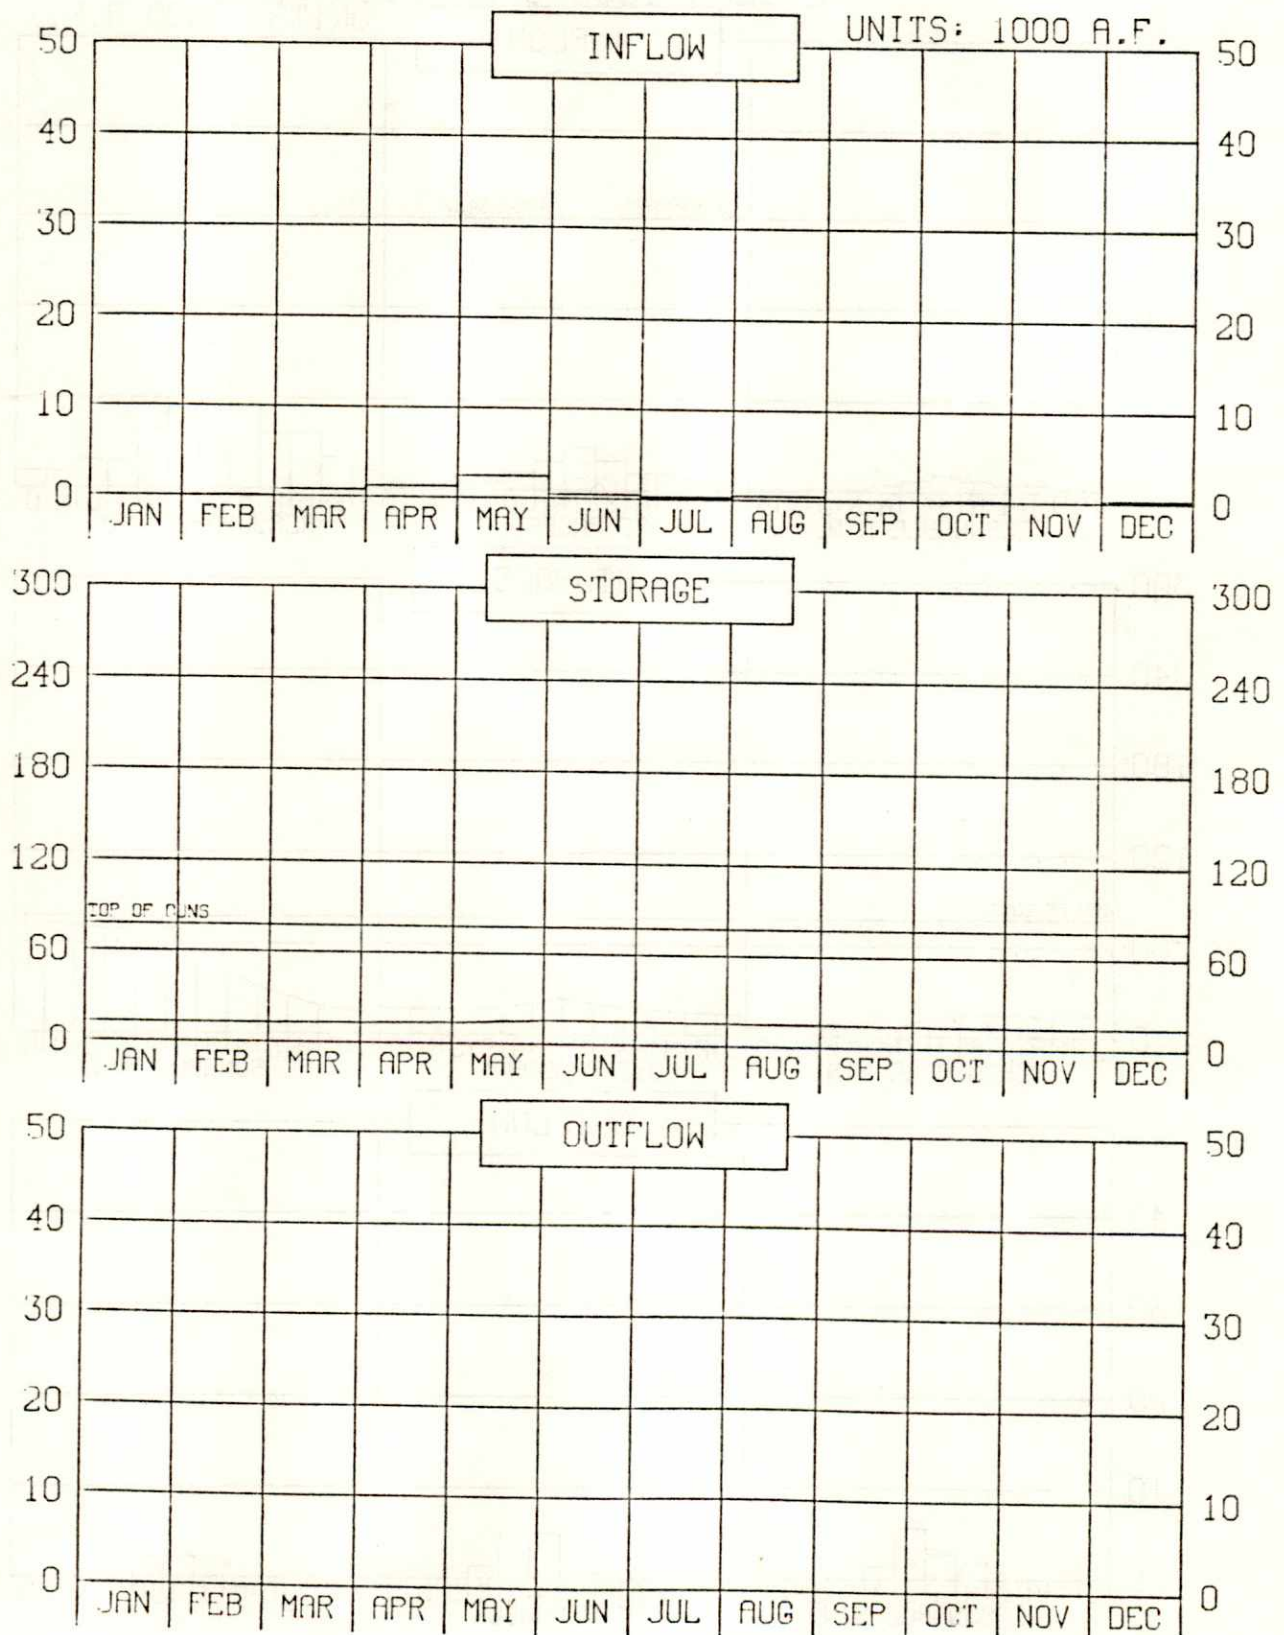 INFLOW
UNITS: 1000 A.F.
50 50
40 40
30 30
20 20
10 10
0 0
JAN FEB MAR APR MAY JUN JUL AUG SEP OCT NOV DEC
STORAGE
300 300
240 240
180 180
120 120
TOP OF CONS
60 60
0 0
JAN FEB MAR APR MAY JUN JUL AUG SEP OCT NOV DEC
OUTFLOW
50 50
40 40
30 30
20 20
10 10
0 0
JAN FEB MAR APR MAY JUN JUL AUG SEP OCT NOV DEC